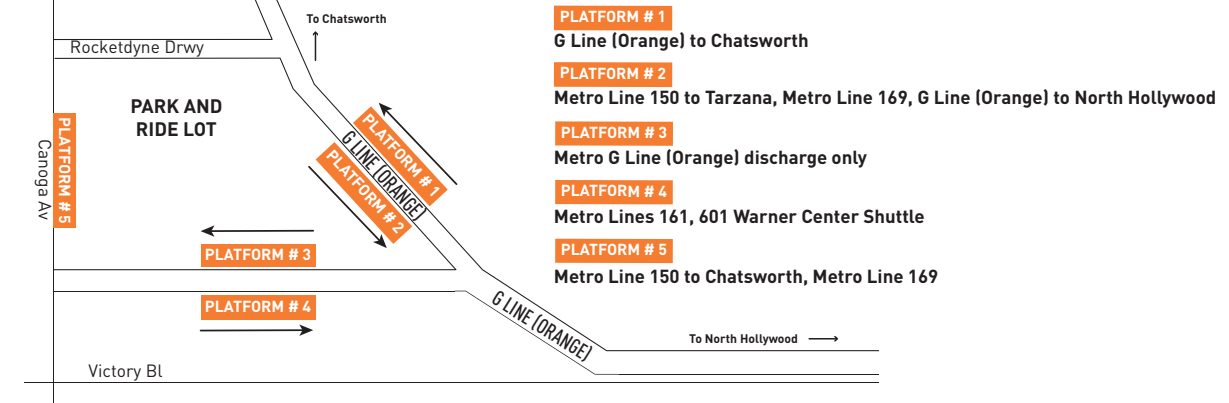 To Chatsworth
Rocketdyne Drwy
PARK AND
RIDE LOT
PLATFORM # 5
Canoga Av
PLATFORM # 1
G LINE (ORANGE)
PLATFORM # 2
PLATFORM # 3
PLATFORM # 4
G LINE (ORANGE)
To North Hollywood
Victory Bl
PLATFORM # 1
G Line (Orange) to Chatsworth
PLATFORM # 2
Metro Line 150 to Tarzana, Metro Line 169, G Line (Orange) to North Hollywood
PLATFORM # 3
Metro G Line (Orange) discharge only
PLATFORM # 4
Metro Lines 161, 601 Warner Center Shuttle
PLATFORM # 5
Metro Line 150 to Chatsworth, Metro Line 169